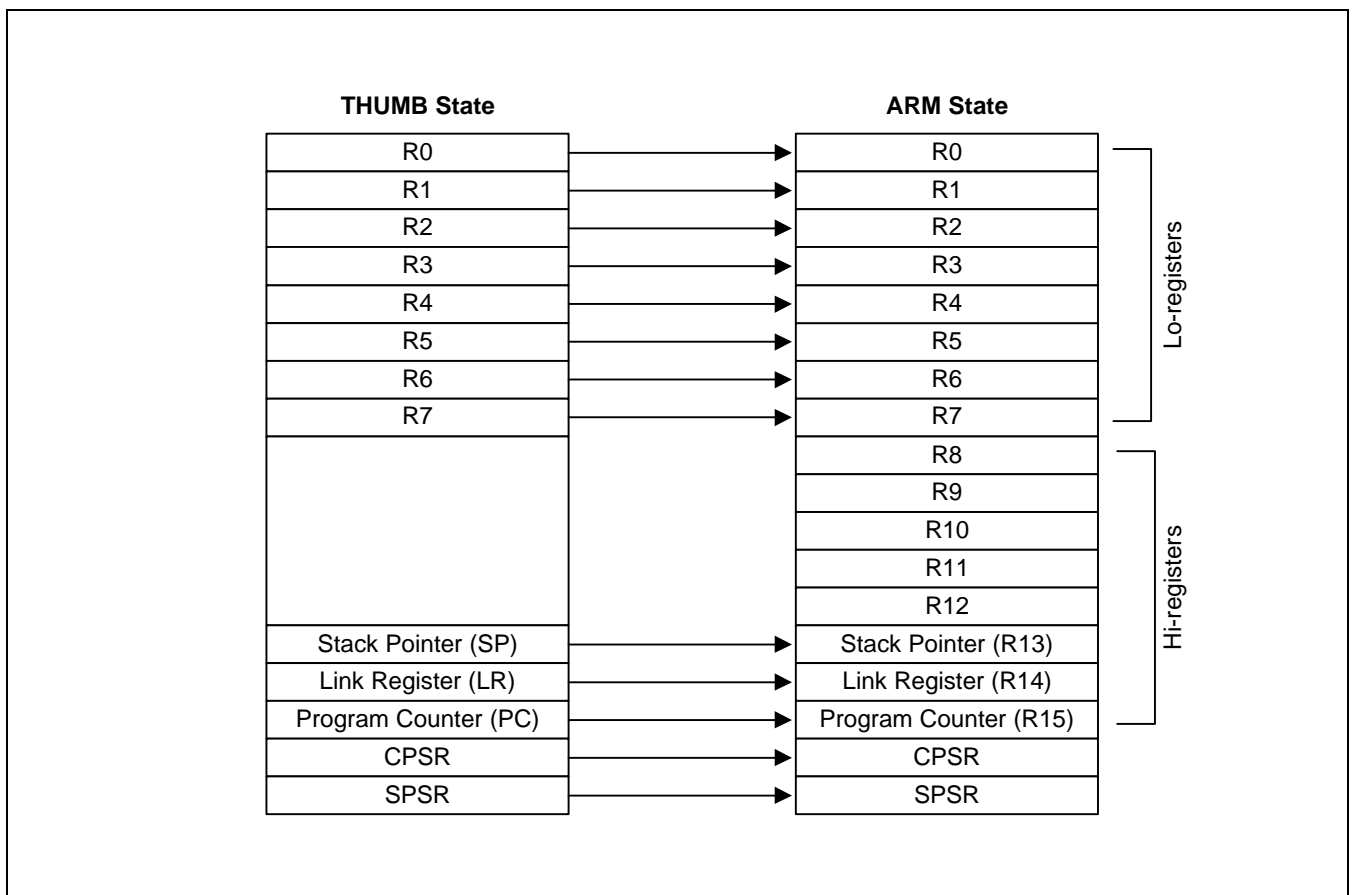 THUMB State
R0
R1
R2
R3
R4
R5
R6
R7
Stack Pointer (SP)
Link Register (LR)
Program Counter (PC)
CPSR
SPSR
ARM State
R0
R1
R2
R3
R4
R5
R6
R7
R8
R9
R10
R11
R12
Stack Pointer (R13)
Link Register (R14)
Program Counter (R15)
CPSR
SPSR
Lo-registers
Hi-registers